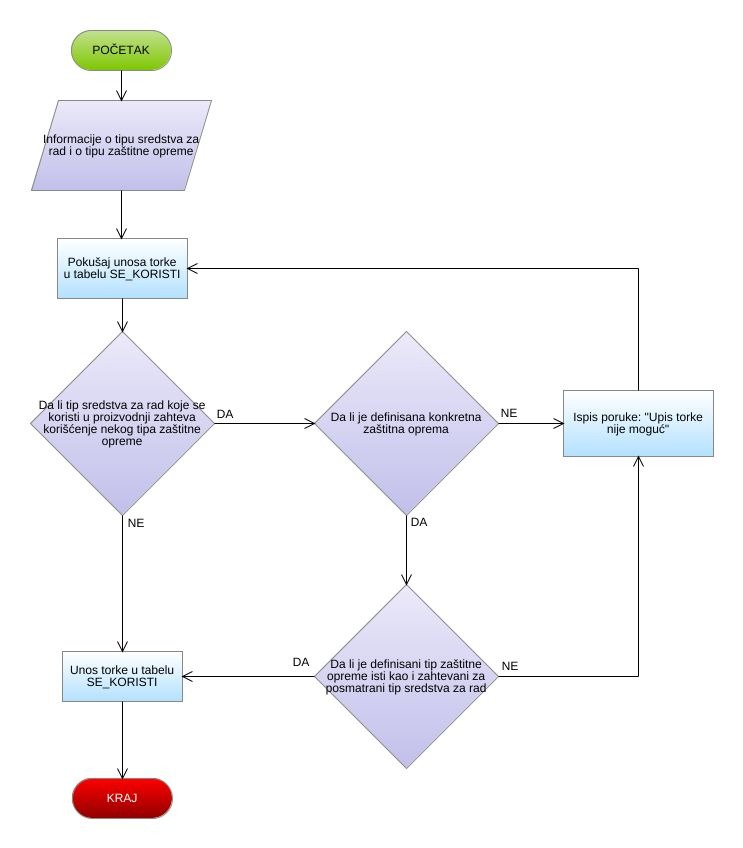 POČETAK
Informacije o tipu sredstva za
rad i o tipu zaštitne opreme
Pokušaj unosa torke
u tabelu SE_KORISTI
Da li tip sredstva za rad koje se
koristi u proizvodnji zahteva
korišćenje nekog tipa zaštitne
opreme
DA
Da li je definisana konkretna
zaštitna oprema
NE
Ispis poruke: "Upis torke
nije moguć"
NE
DA
Unos torke u tabelu
SE_KORISTI
DA
Da li je definisani tip zaštitne
opreme isti kao i zahtevani za
posmatrani tip sredstva za rad
NE
KRAJ